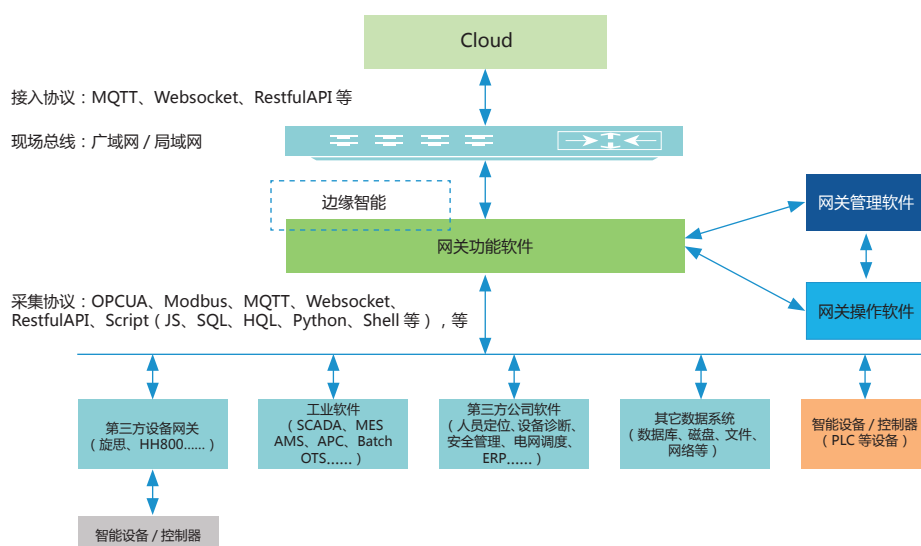 Cloud
接入协议：MQTT、Websocket、RestfulAPI 等
现场总线：广域网 / 局域网
边缘智能
网关功能软件
网关管理软件
网关操作软件
采集协议：OPCUA、Modbus、MQTT、Websocket、
RestfulAPI、Script（JS、SQL、HQL、Python、Shell 等）, 等
第三方设备网关
（旋思、HH800……）
工业软件
（SCADA、MES
AMS、APC、Batch
OTS……）
第三方公司软件
（人员定位、设备诊断、
安全管理、电网调度、
ERP……）
其它数据系统
（数据库、磁盘、文件、
网络等）
智能设备 / 控制器
（PLC 等设备）
智能设备 / 控制器